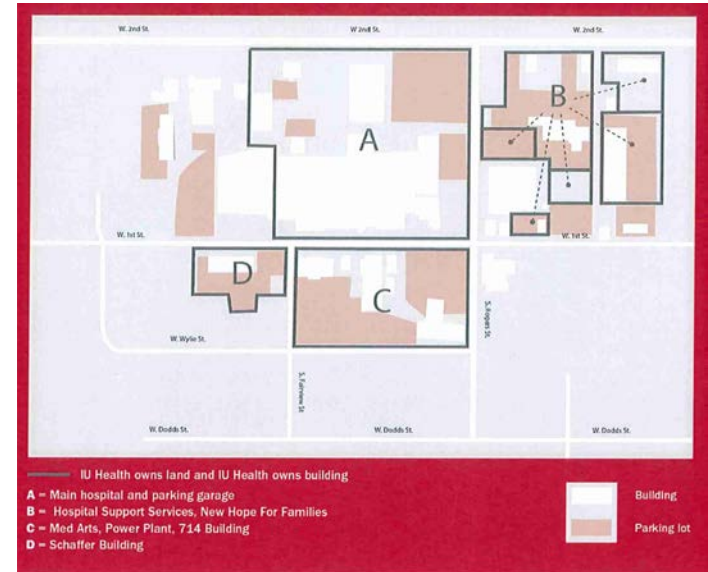 W. 2nd St.
W 2nd St.
W. 2nd St.
A
B
W. 1st St.
W. 1st St.
D
C
S. Rogers St.
W. Wylie St.
S. Fairview St
W. Dodds St.
W. Dodds St.
W. Dodds St.
IU Health owns land and IU Health owns building
A = Main hospital and parking garage
B = Hospital Support Services, New Hope For Families
C = Med Arts, Power Plant, 714 Building
D = Schaffer Building
Building
Parking lot